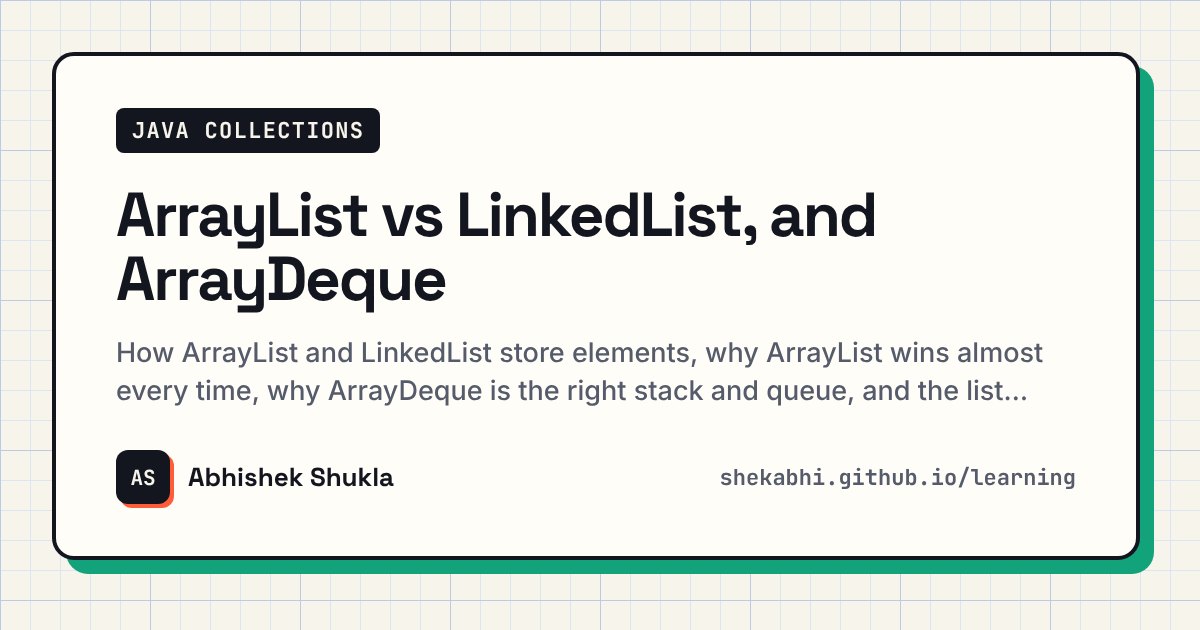 JAVA COLLECTIONS
ArrayList vs LinkedList, and
ArrayDeque
How ArrayList and LinkedList store elements, why ArrayList wins almost
every time, why ArrayDeque is the right stack and queue, and the list...
AS
Abhishek Shukla
shekabhi.github.io/learning